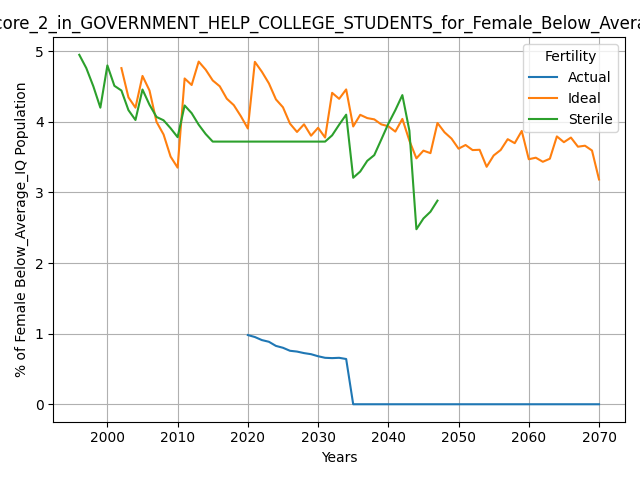 core_2_in_GOVERNMENT_HELP_COLLEGE_STUDENTS_for_Female_Below_Avera
Fertility
Actual
Ideal
Sterile
% of Female Below_Average_IQ Population
5
4
3
2
1
0
2000 2010 2020 2030 2040 2050 2060 2070
Years